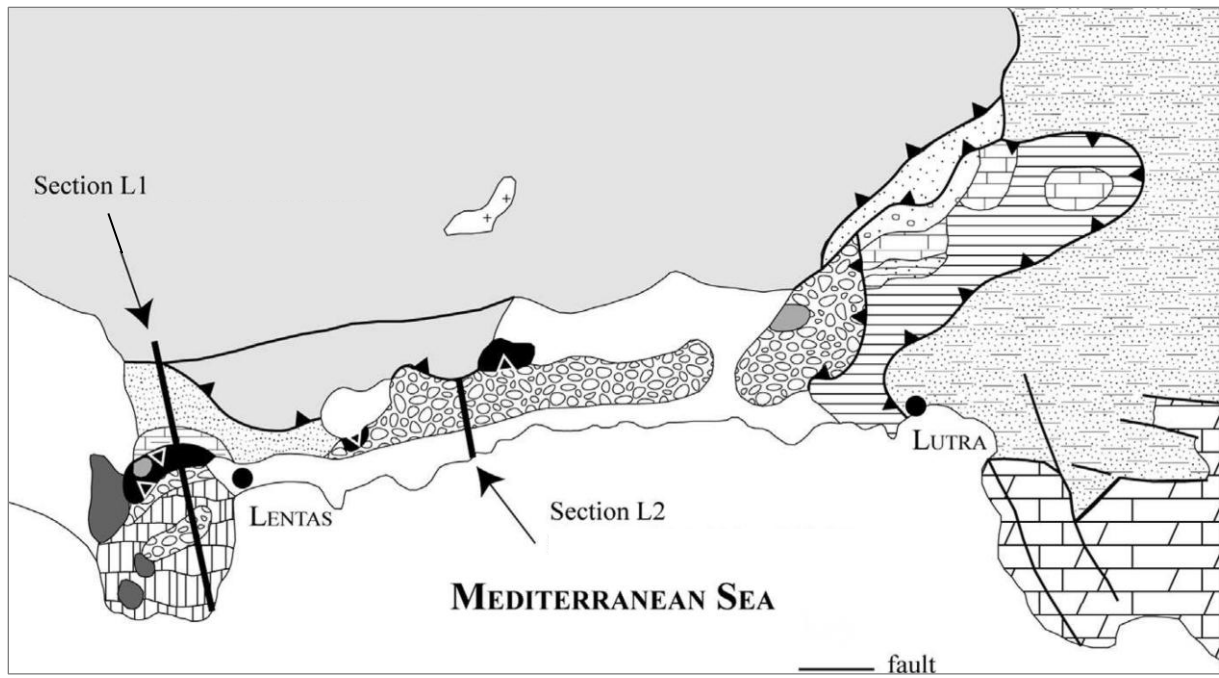 Section L1
LUTRA
LENTAS
Section L2
MEDITERRANEAN SEA
fault